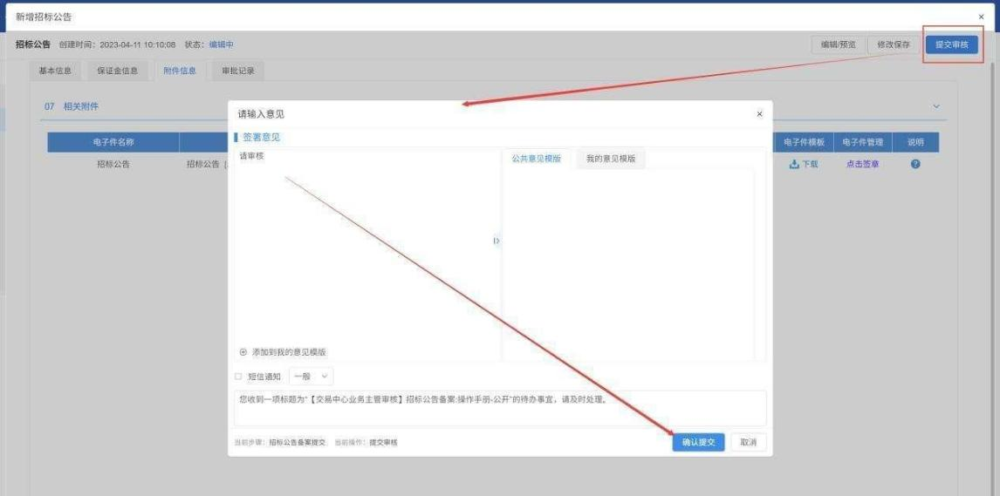 新增招标公告 ×
招标公告 创建时间：2023-04-11 10:10:08 状态：编辑中 编辑/预览 修改保存 提交审核
基本信息 保证金信息 附件信息 审批记录
07 相关附件
请输入意见 ×
签署意见
电子件名称 电子件模板 电子件管理 说明
请审核 公共意见模版 我的意见模版
招标公告 招标公告 [ 下载 点击签章 ?
添加到我的意见模版
短信通知 一般
您收到一项标题为“【交易中心业务主管审核】招标公告备案:操作手册-公开”的待办事宜，请及时处理。
当前步骤：招标公告备案提交 当前操作：提交审核 确认提交 取消